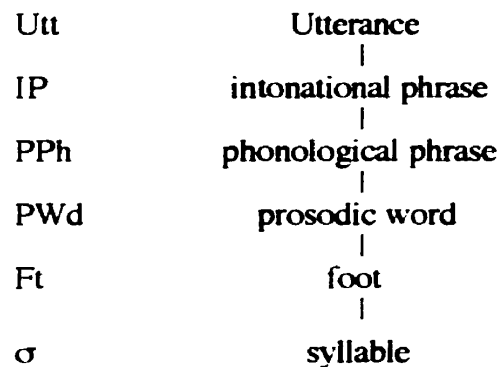 Utt Utterance
IP intonational phrase
PPh phonological phrase
PWd prosodic word
Ft foot
σ syllable